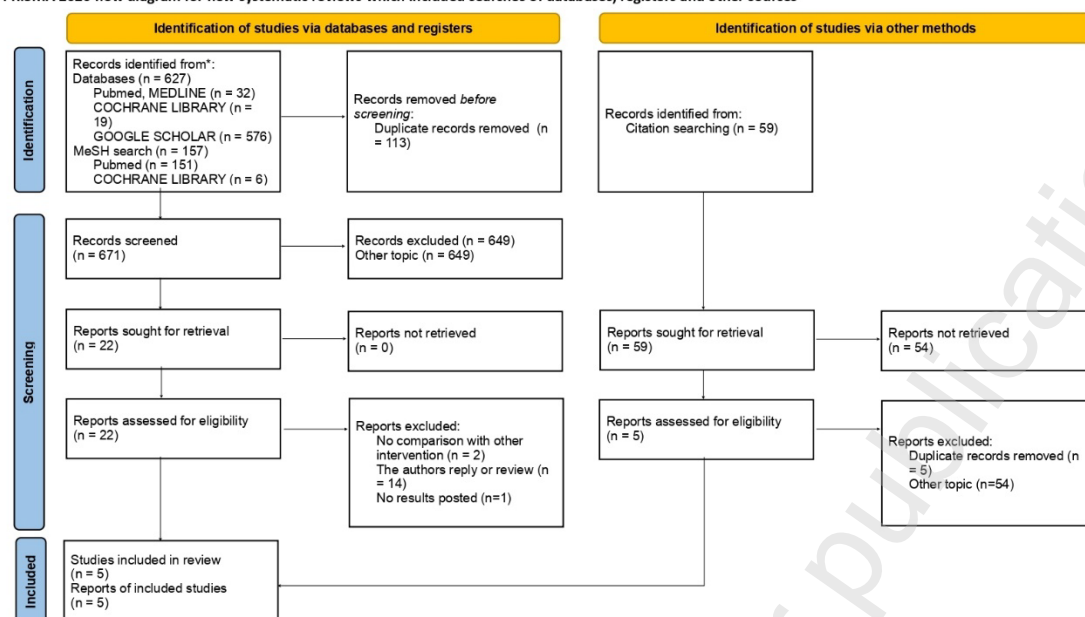 Identification of studies via databases and registers
Identification of studies via other methods
Identification
Records identified from*:
Databases (n = 627)
Pubmed, MEDLINE (n = 32)
COCHRANE LIBRARY (n =
19)
GOOGLE SCHOLAR (n = 576)
MeSH search (n = 157)
Pubmed (n = 151)
COCHRANE LIBRARY (n = 6)
Records removed before
screening:
Duplicate records removed (n
= 113)
Records identified from:
Citation searching (n = 59)
Screening
Records screened
(n = 671)
Records excluded (n = 649)
Other topic (n = 649)
Reports sought for retrieval
(n = 22)
Reports not retrieved
(n = 0)
Reports sought for retrieval
(n = 59)
Reports not retrieved
(n = 54)
Reports assessed for eligibility
(n = 22)
Reports excluded:
No comparison with other
intervention (n = 2)
The authors reply or review (n
= 14)
No results posted (n=1)
Reports assessed for eligibility
(n = 5)
Reports excluded:
Duplicate records removed (n
= 5)
Other topic (n=54)
Included
Studies included in review
(n = 5)
Reports of included studies
(n = 5)